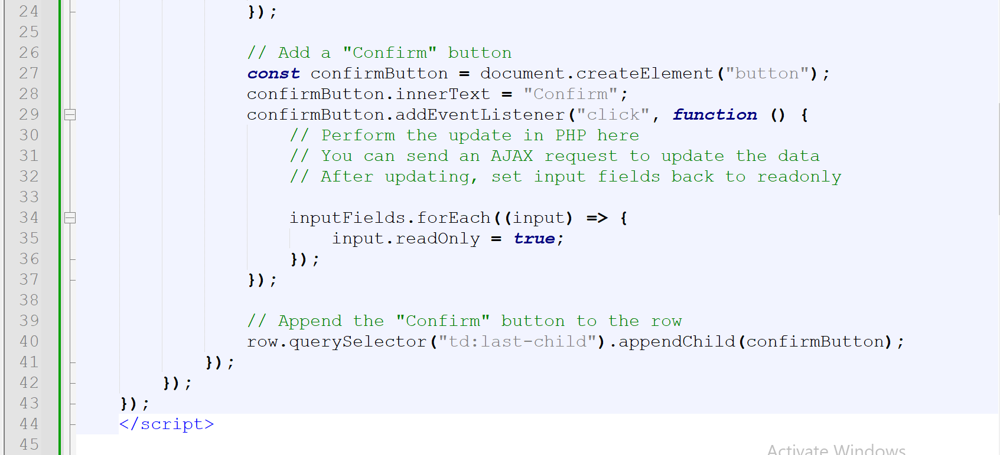 24 });
25
26 // Add a "Confirm" button
27 const confirmButton = document.createElement("button");
28 confirmButton.innerText = "Confirm";
29 confirmButton.addEventListener("click", function () {
30 // Perform the update in PHP here
31 // You can send an AJAX request to update the data
32 // After updating, set input fields back to readonly
33
34 inputFields.forEach((input) => {
35 input.readOnly = true;
36 });
37 });
38
39 // Append the "Confirm" button to the row
40 row.querySelector("td:last-child").appendChild(confirmButton);
41 });
42 });
43 });
44 </script>
45
Activate Windows